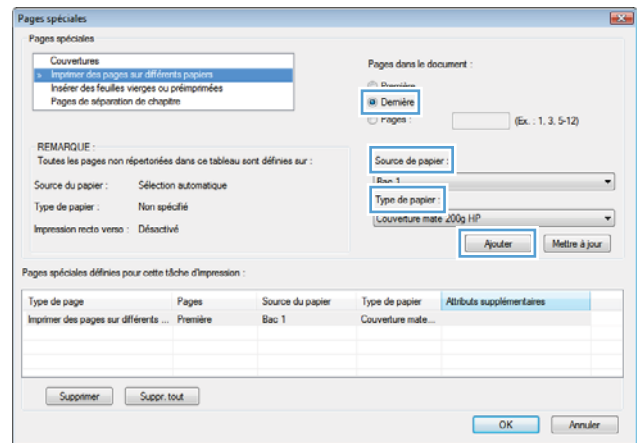 Pages spéciales
Pages spéciales
Couvertures
» Imprimer des pages sur différents papiers
Insérer des feuilles vierges ou préimprimées
Pages de séparation de chapitre
Pages dans le document :
Première
Dernière
Pages : (Ex. : 1, 3, 5-12)
REMARQUE :
Toutes les pages non répertoriées dans ce tableau sont définies sur :
Source du papier : Sélection automatique
Type de papier : Non spécifié
Impression recto verso : Désactivé
Source de papier :
Bac 1
Type de papier :
Couverture mate 200g HP
Ajouter Mettre à jour
Pages spéciales définies pour cette tâche d'impression :
Type de page Pages Source du papier Type de papier Attributs supplémentaires
Imprimer des pages sur différents ... Première Bac 1 Couverture mate...
Supprimer Suppr. tout
OK Annuler